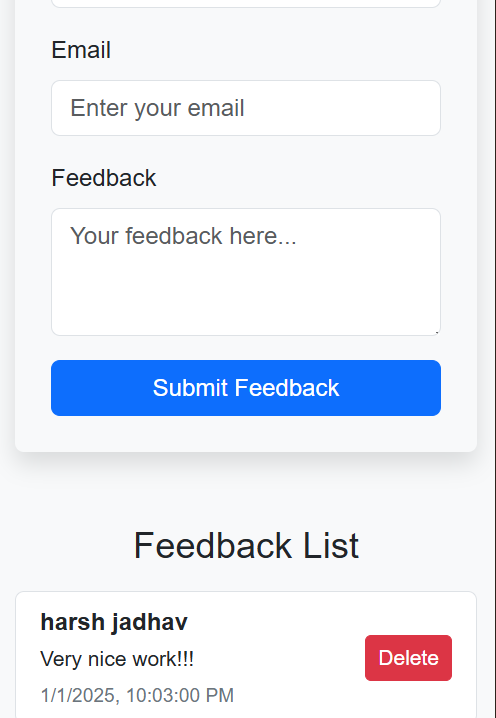 Email
Enter your email
Feedback
Your feedback here...
Submit Feedback
Feedback List
harsh jadhav
Very nice work!!!
Delete
1/1/2025, 10:03:00 PM